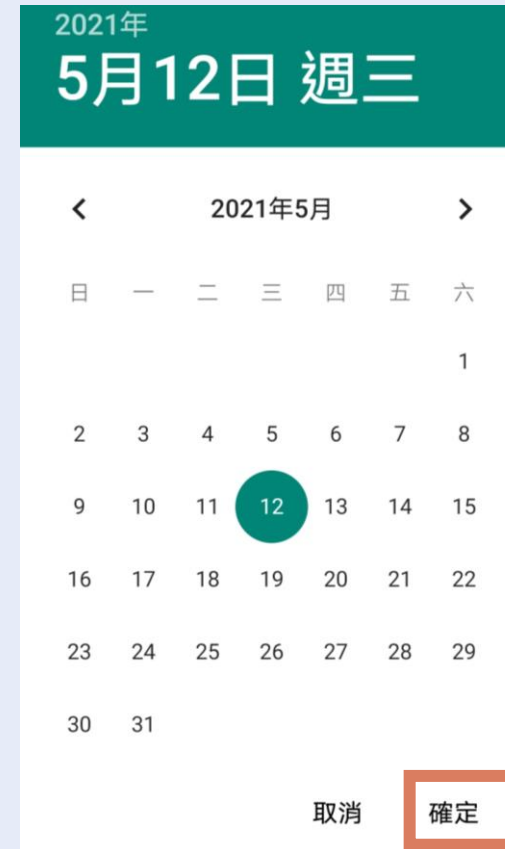 2021年
5月12日 週三
2021年5月
日 一 二 三 四 五 六
1
2 3 4 5 6 7 8
9 10 11 12 13 14 15
16 17 18 19 20 21 22
23 24 25 26 27 28 29
30 31
取消 確定